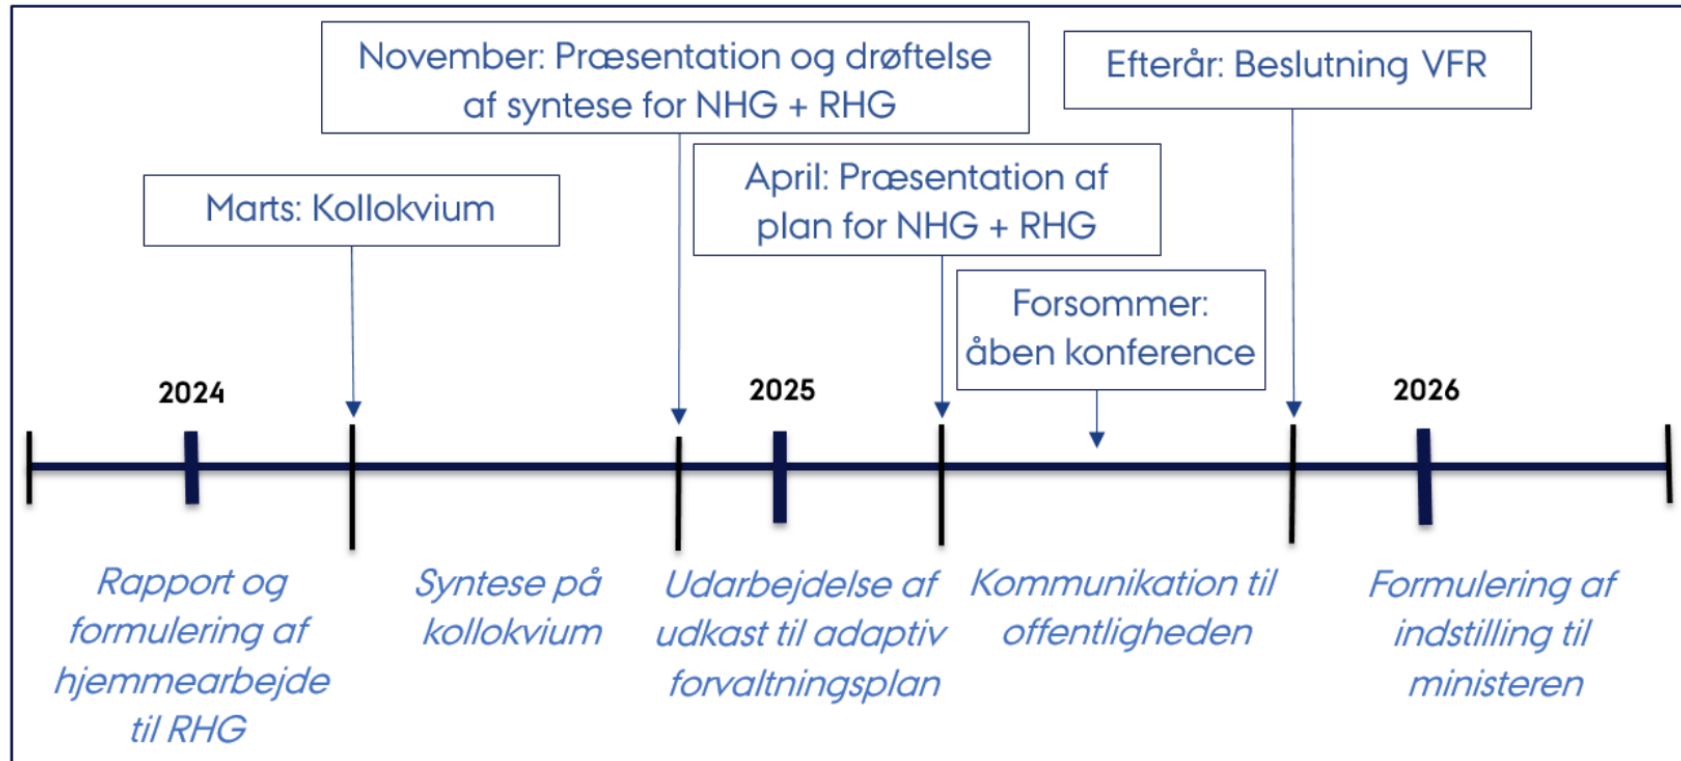 November: Præsentation og drøftelse
af syntese for NHG + RHG
Efterår: Beslutning VFR
Marts: Kollokvium
April: Præsentation af
plan for NHG + RHG
Forsommer:
åben konference
2024
2025
2026
Rapport og
formulering af
hjemmearbejde
til RHG
Syntese på
kollokvium
Udarbejdelse af
udkast til adaptiv
forvaltningsplan
Kommunikation til
offentligheden
Formulering af
indstilling til
ministeren